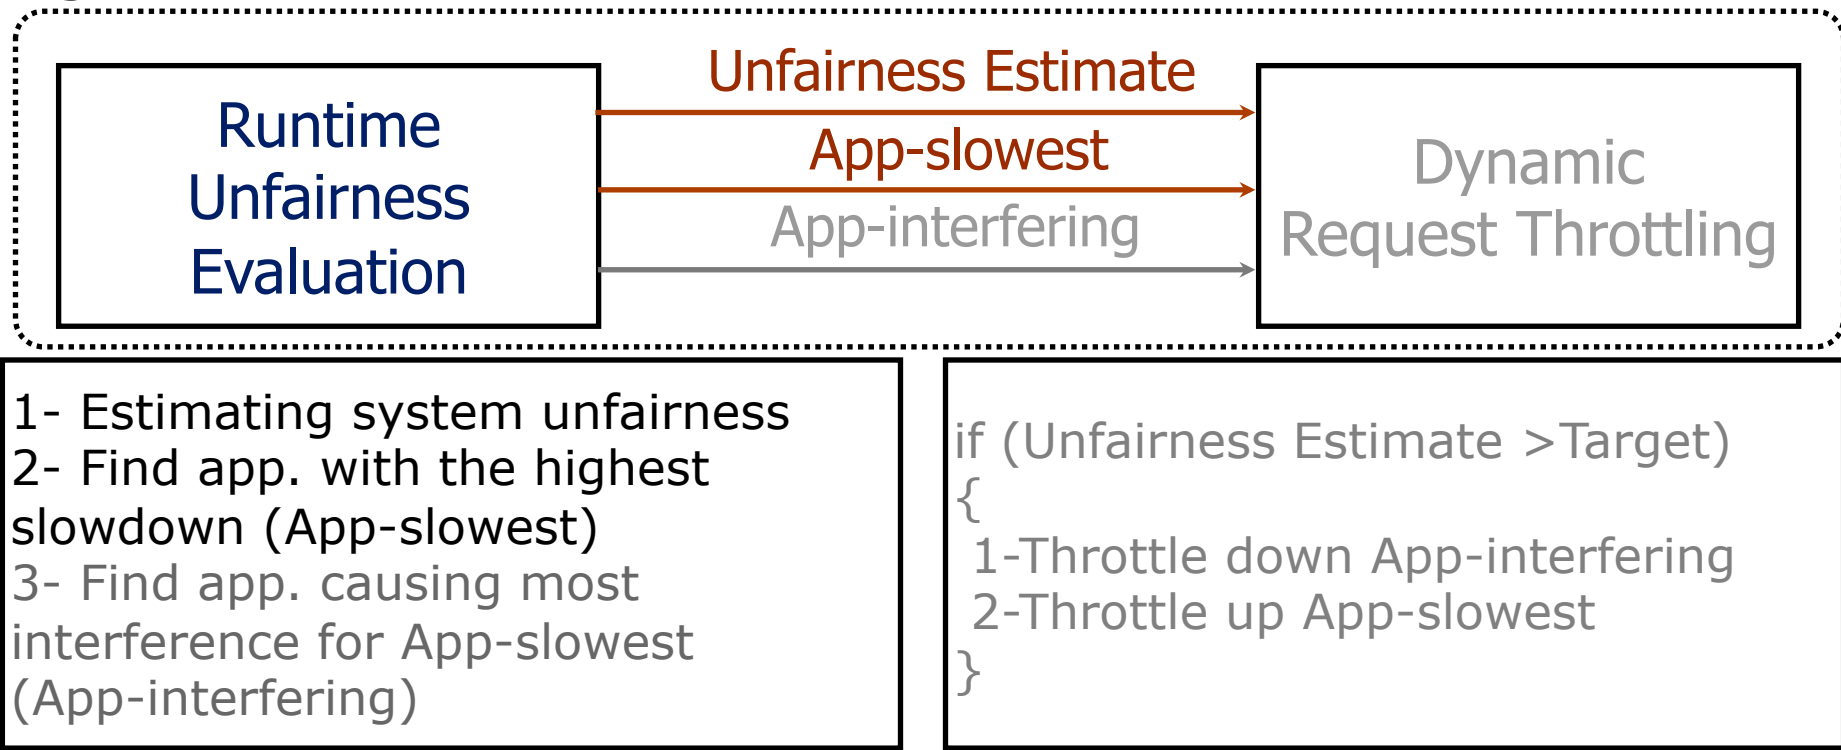 Runtime
Unfairness
Evaluation
Unfairness Estimate
App-slowest
App-interfering
Dynamic
Request Throttling
1- Estimating system unfairness
2- Find app. with the highest
slowdown (App-slowest)
3- Find app. causing most
interference for App-slowest
(App-interfering)
if (Unfairness Estimate >Target)
{
1-Throttle down App-interfering
2-Throttle up App-slowest
}